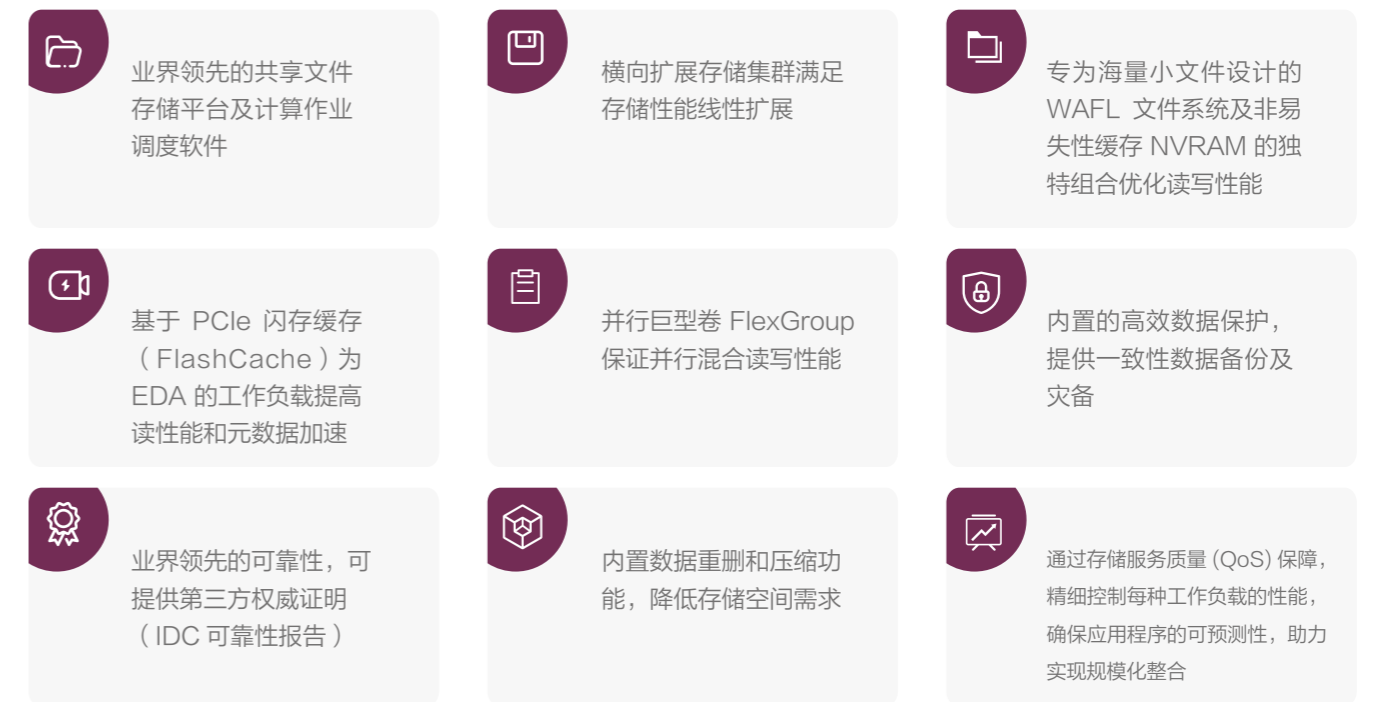 业界领先的共享文件
存储平台及计算作业
调度软件
横向扩展存储集群满足
存储性能线性扩展
专为海量小文件设计的
WAFL 文件系统及非易
失性缓存 NVRAM 的独
特组合优化读写性能
基于 PCIe 闪存缓存
（FlashCache）为
EDA 的工作负载提高
读性能和元数据加速
并行巨型卷 FlexGroup
保证并行混合读写性能
内置的高效数据保护，
提供一致性数据备份及
灾备
业界领先的可靠性，可
提供第三方权威证明
（IDC 可靠性报告）
内置数据重删和压缩功
能，降低存储空间需求
通过存储服务质量 (QoS) 保障，
精细控制每种工作负载的性能，
确保应用程序的可预测性，助力
实现规模化整合